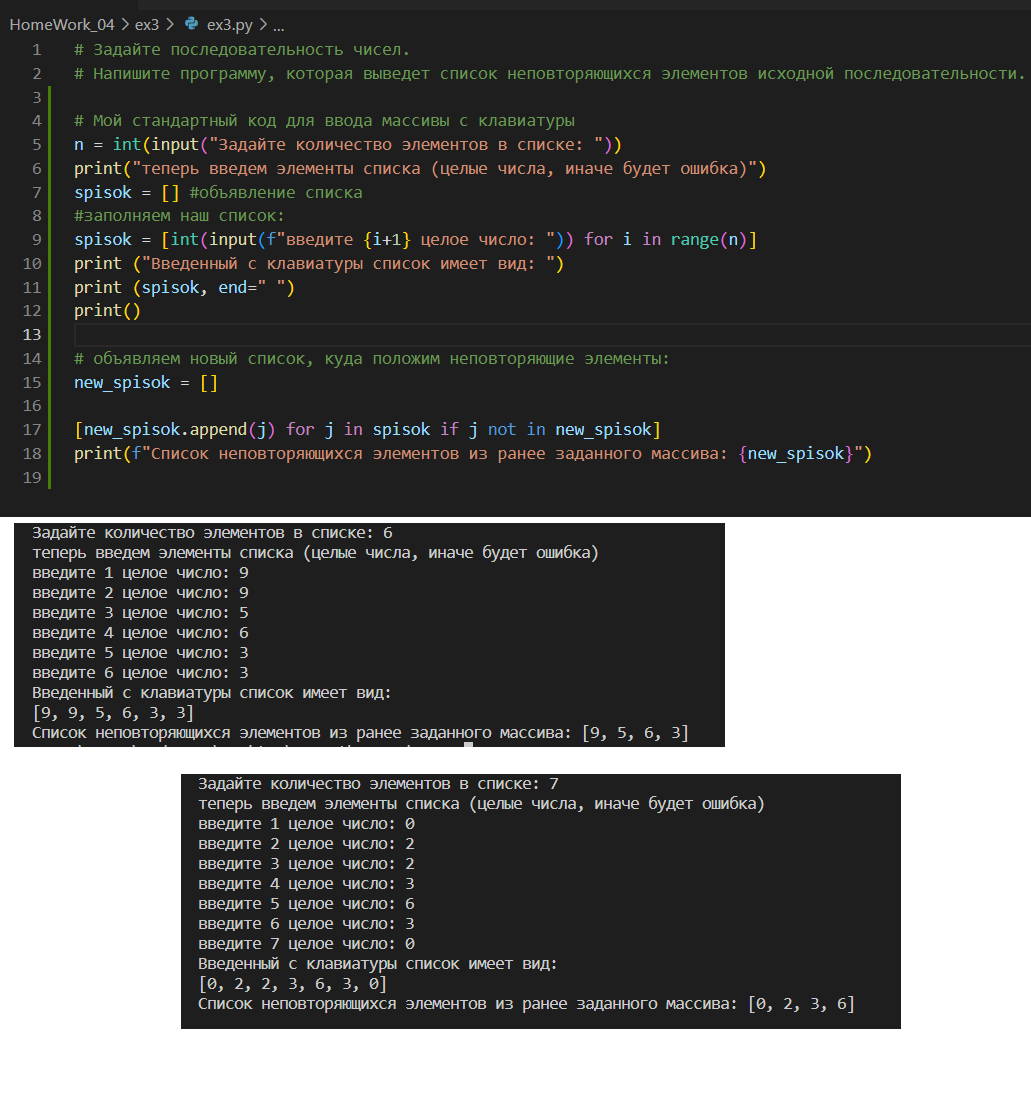 HomeWork_04 > ex3 > ex3.py > ...
1 # Задайте последовательность чисел.
2 # Напишите программу, которая выведет список неповторяющихся элементов исходной последовательности.
3
4 # Мой стандартный код для ввода массивы с клавиатуры
5 n = int(input("Задайте количество элементов в списке: "))
6 print("теперь введем элементы списка (целые числа, иначе будет ошибка)")
7 spisok = [] #объявление списка
8 #заполняем наш список:
9 spisok = [int(input(f"введите {i+1} целое число: ")) for i in range(n)]
10 print ("Введенный с клавиатуры список имеет вид: ")
11 print (spisok, end=" ")
12 print()
13
14 # объявляем новый список, куда положим неповторяющие элементы:
15 new_spisok = []
16
17 [new_spisok.append(j) for j in spisok if j not in new_spisok]
18 print(f"Список неповторяющихся элементов из ранее заданного массива: {new_spisok}")
19
Задайте количество элементов в списке: 6
теперь введем элементы списка (целые числа, иначе будет ошибка)
введите 1 целое число: 9
введите 2 целое число: 9
введите 3 целое число: 5
введите 4 целое число: 6
введите 5 целое число: 3
введите 6 целое число: 3
Введенный с клавиатуры список имеет вид:
[9, 9, 5, 6, 3, 3]
Список неповторяющихся элементов из ранее заданного массива: [9, 5, 6, 3]
Задайте количество элементов в списке: 7
теперь введем элементы списка (целые числа, иначе будет ошибка)
введите 1 целое число: 0
введите 2 целое число: 2
введите 3 целое число: 2
введите 4 целое число: 3
введите 5 целое число: 6
введите 6 целое число: 3
введите 7 целое число: 0
Введенный с клавиатуры список имеет вид:
[0, 2, 2, 3, 6, 3, 0]
Список неповторяющихся элементов из ранее заданного массива: [0, 2, 3, 6]